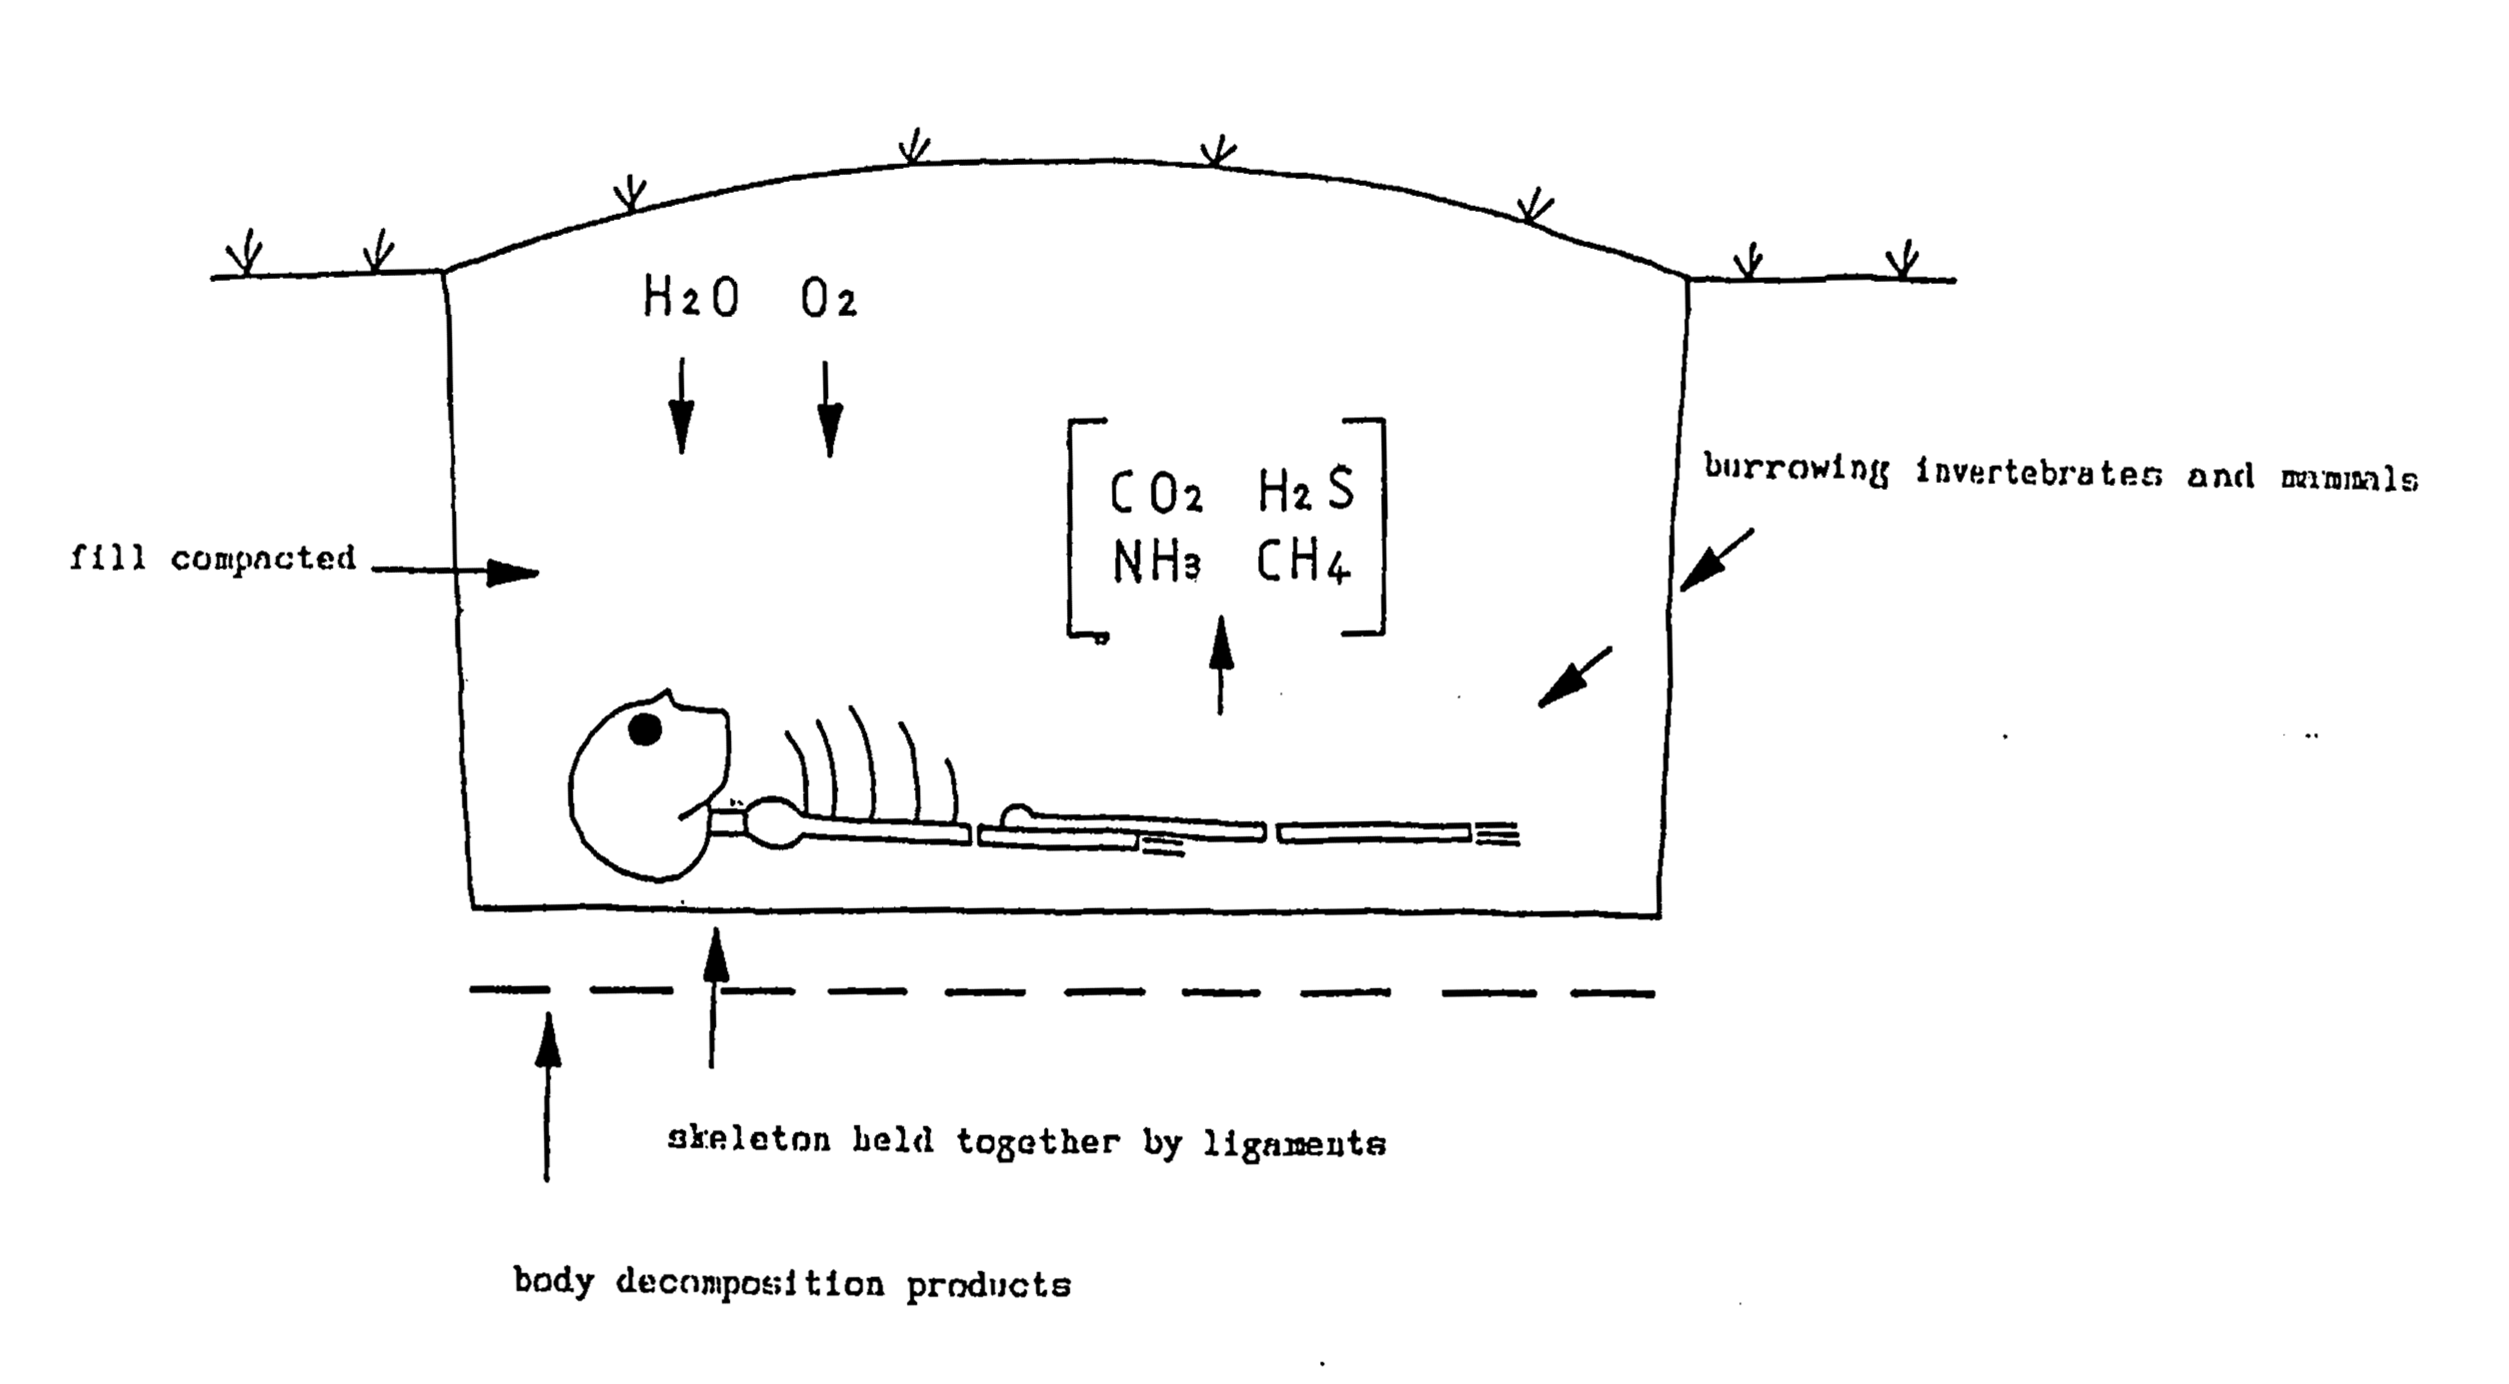 H2O O2
CO2 H2S
NH3 CH4
burrowing invertebrates and mammals
fill compacted
skeleton held together by ligaments
body decomposition products